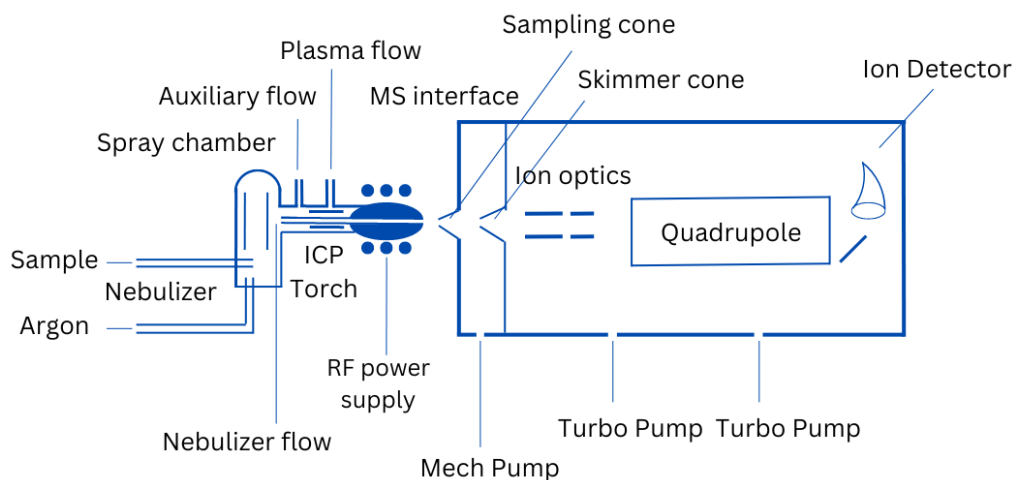 Sampling cone
Plasma flow
Skimmer cone
Ion Detector
Auxiliary flow
MS interface
Spray chamber
Ion optics
Quadrupole
Sample
ICP
Torch
Nebulizer
Argon
RF power
supply
Nebulizer flow
Turbo Pump
Turbo Pump
Mech Pump